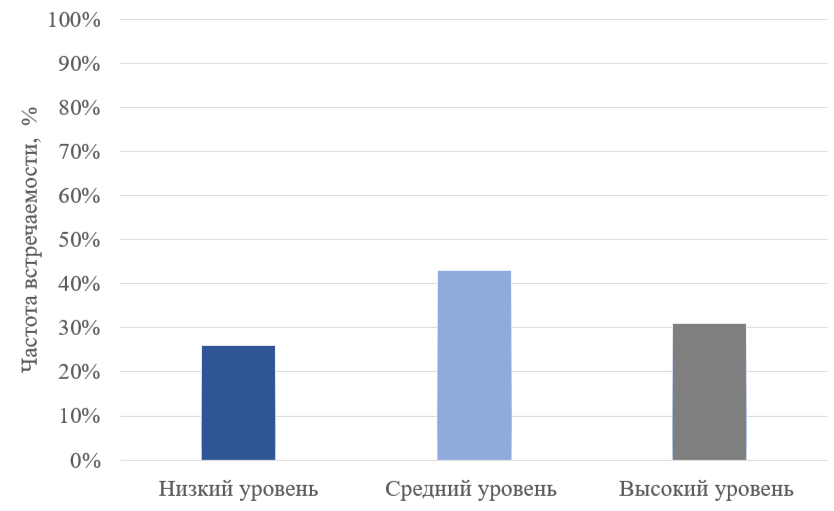 100%
90%
80%
70%
60%
50%
40%
30%
20%
10%
0%
Частота встречаемости, %
Низкий уровень
Средний уровень
Высокий уровень